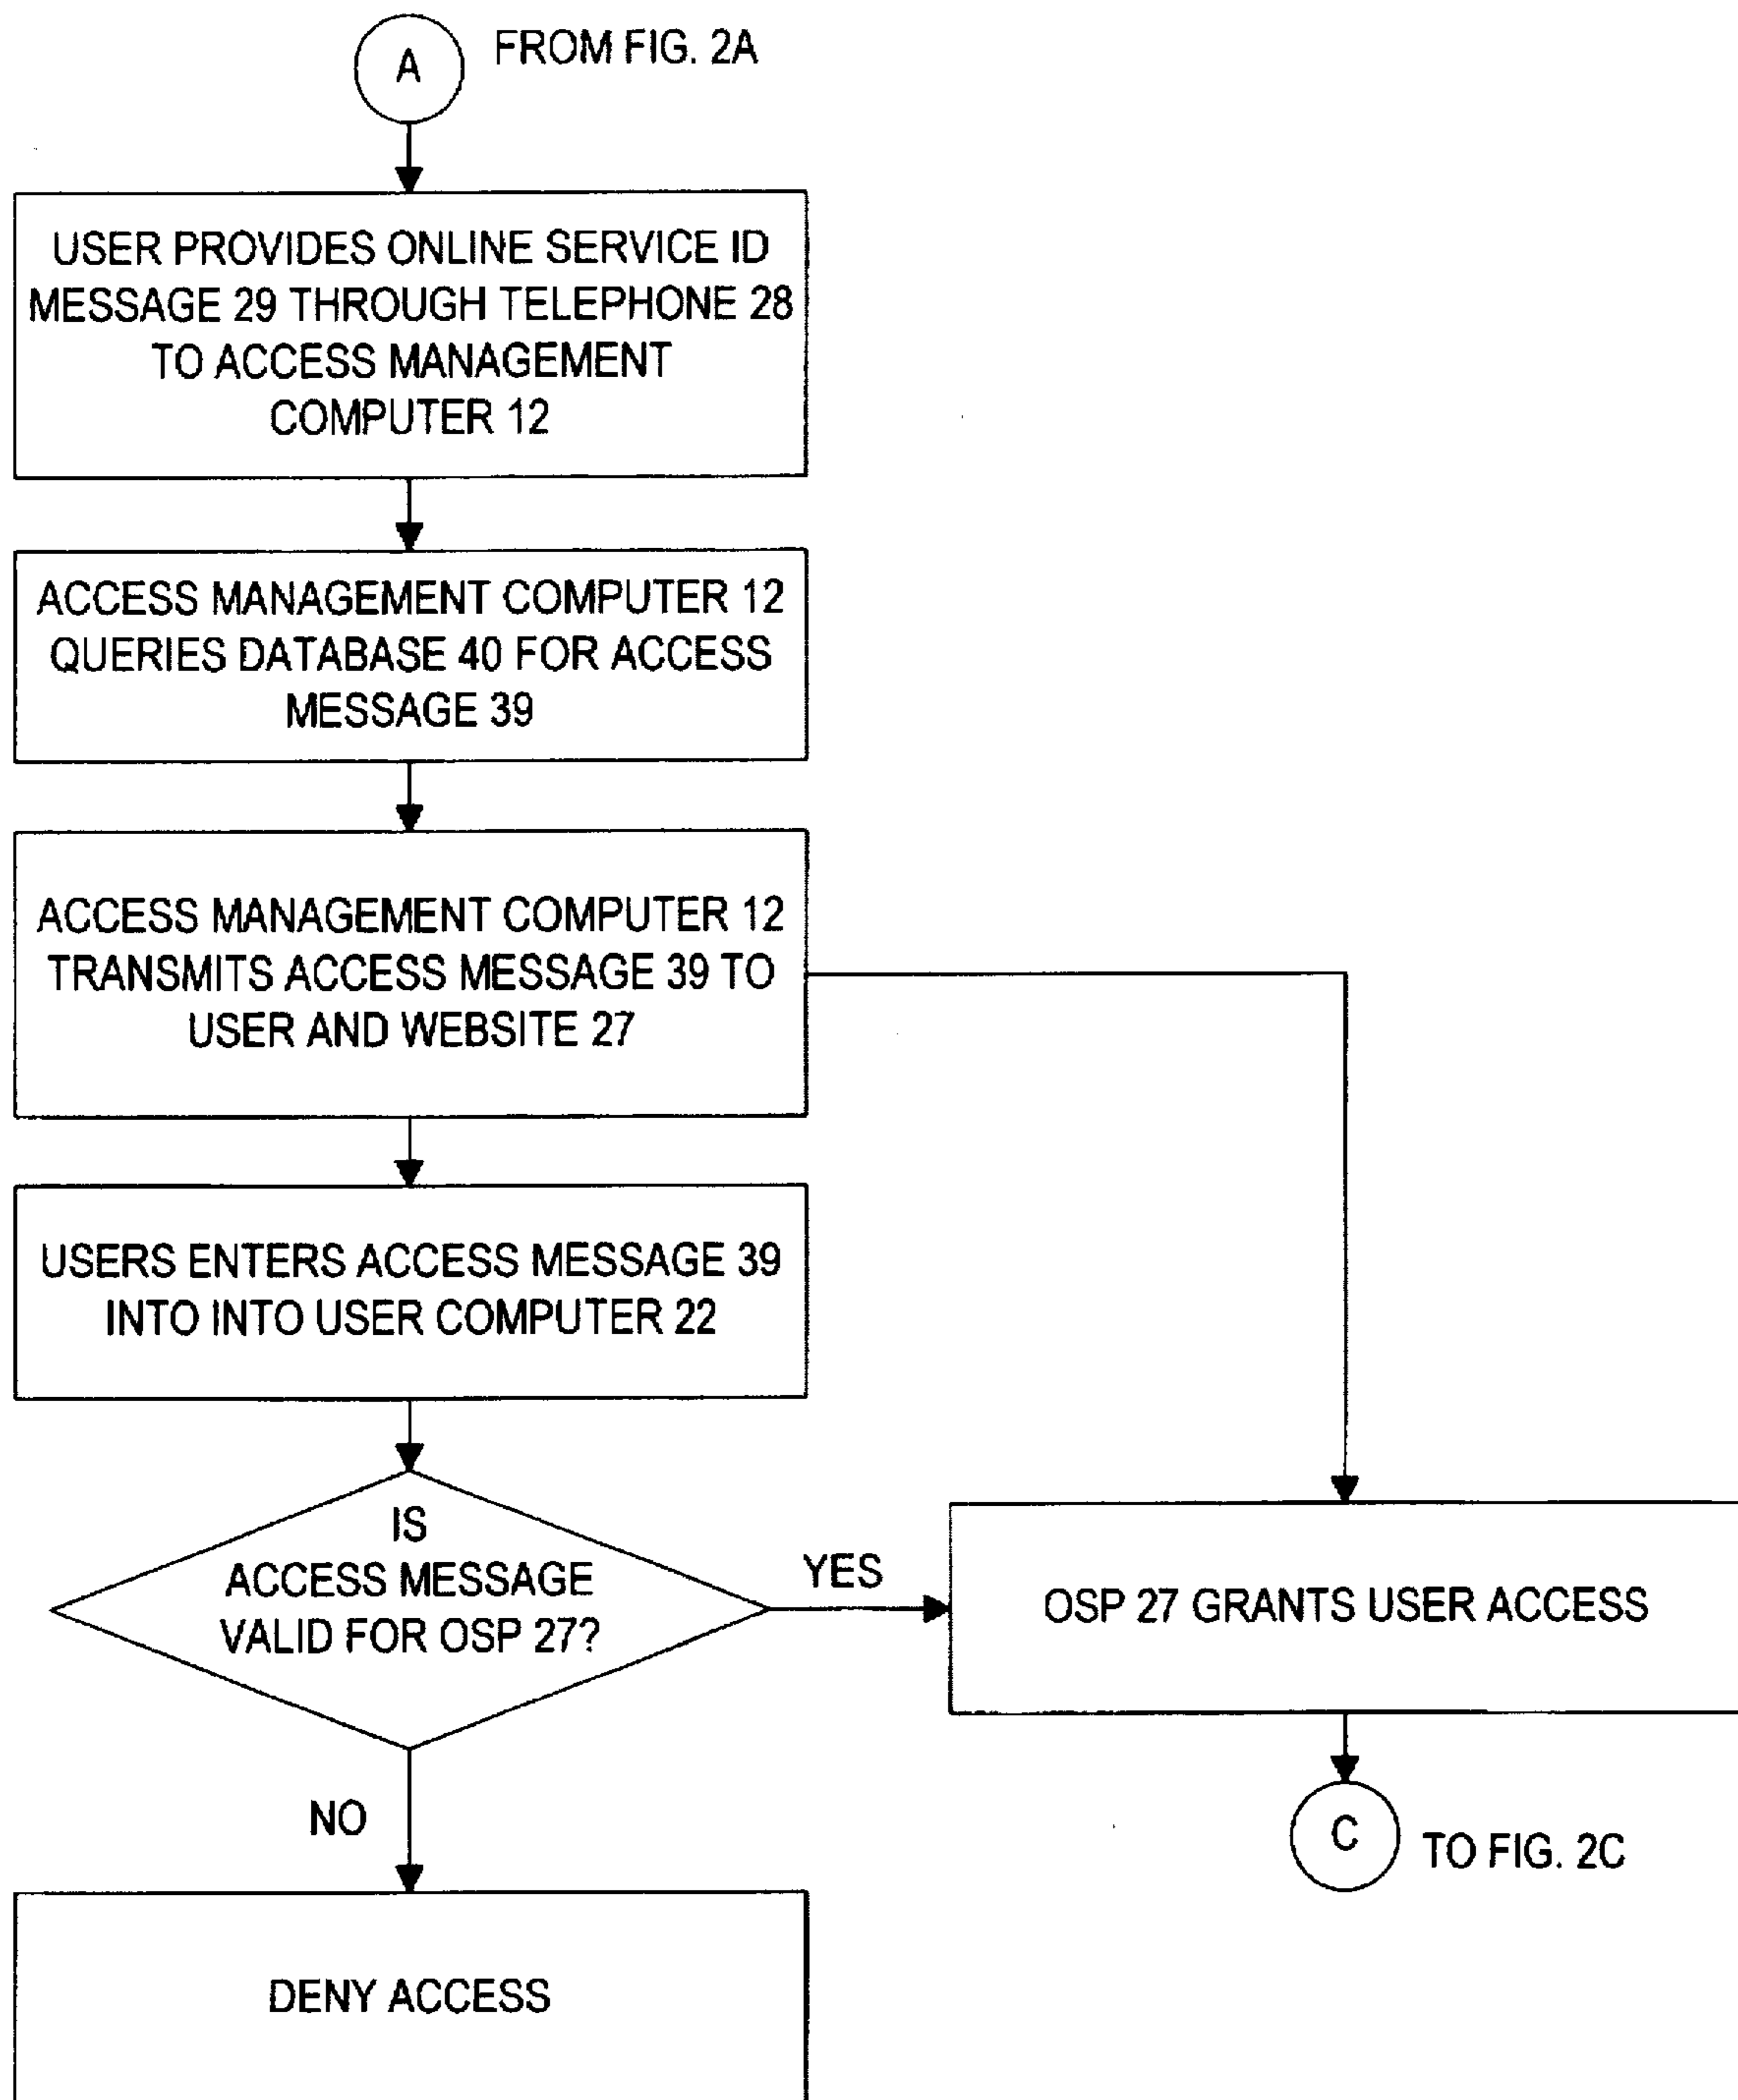 A
FROM FIG. 2A
USER PROVIDES ONLINE SERVICE ID
MESSAGE 29 THROUGH TELEPHONE 28
TO ACCESS MANAGEMENT
COMPUTER 12
ACCESS MANAGEMENT COMPUTER 12
QUERIES DATABASE 40 FOR ACCESS
MESSAGE 39
ACCESS MANAGEMENT COMPUTER 12
TRANSMITS ACCESS MESSAGE 39 TO
USER AND WEBSITE 27
USERS ENTERS ACCESS MESSAGE 39
INTO INTO USER COMPUTER 22
IS
ACCESS MESSAGE
VALID FOR OSP 27?
YES
OSP 27 GRANTS USER ACCESS
NO
C
TO FIG. 2C
DENY ACCESS